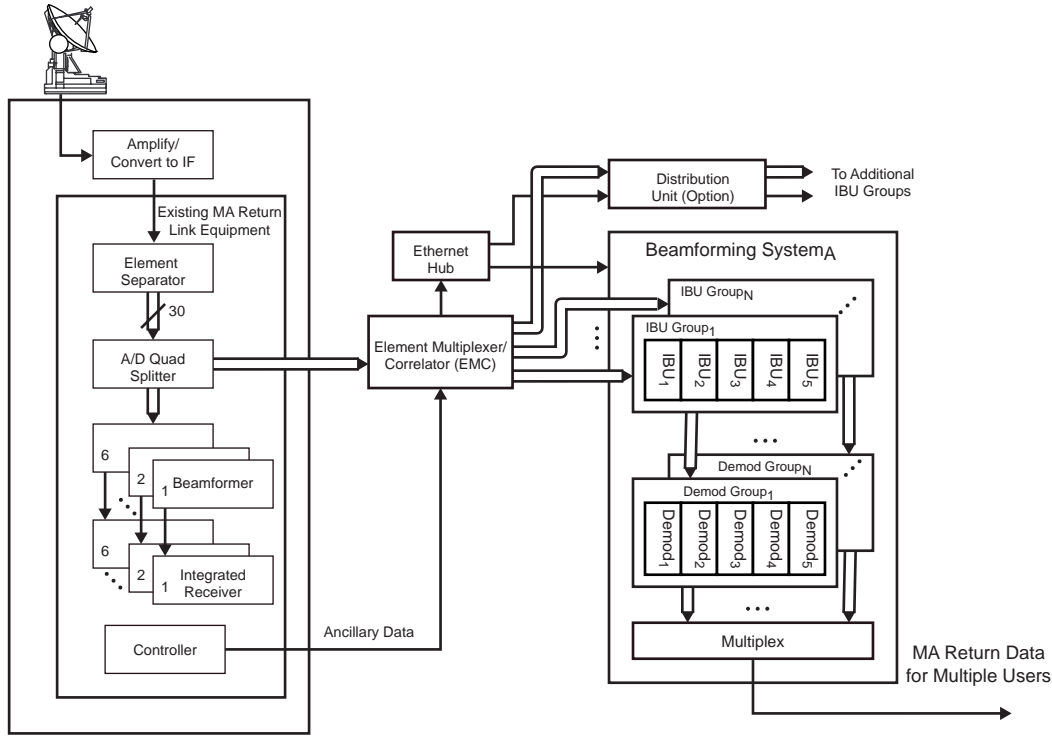 Amplify/
Convert to IF
Existing MA Return
Link Equipment
Element
Separator
30
A/D Quad
Splitter
6
2
1
Beamformer
6
2
1
Integrated
Receiver
Controller
Ancillary Data
Ethernet
Hub
Element Multiplexer/
Correlator (EMC)
Distribution
Unit (Option)
To Additional
IBU Groups
Beamforming SystemA
IBU GroupN
IBU Group1
IBU1
IBU2
IBU3
IBU4
IBU5
Demod GroupN
Demod Group1
Demod1
Demod2
Demod3
Demod4
Demod5
Multiplex
MA Return Data
for Multiple Users